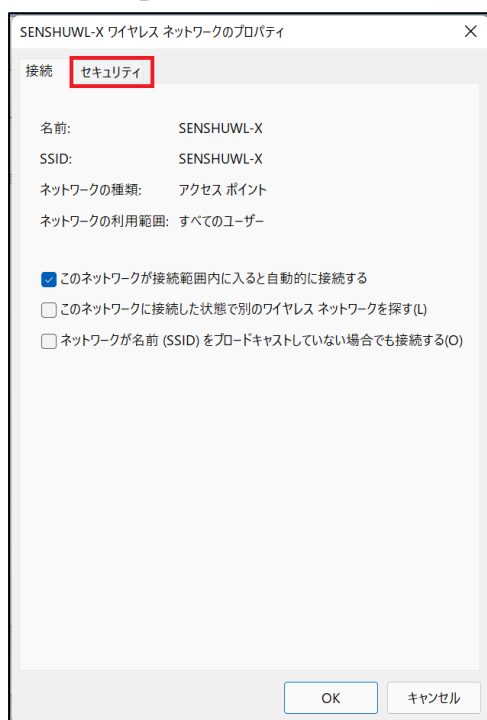 SENSHUWL-X ワイヤレス ネットワークのプロパティ
接続 セキュリティ
名前: SENSHUWL-X
SSID: SENSHUWL-X
ネットワークの種類: アクセス ポイント
ネットワークの利用範囲: すべてのユーザー
このネットワークが接続範囲内に入ると自動的に接続する
このネットワークに接続した状態で別のワイヤレス ネットワークを探す(L)
ネットワークが名前 (SSID) をブロードキャストしていない場合でも接続する(O)
OK キャンセル